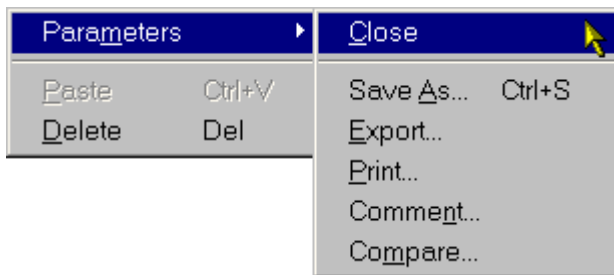 Parameters
Paste Ctrl+V
Delete Del
Close
Save As... Ctrl+S
Export...
Print...
Comment...
Compare...